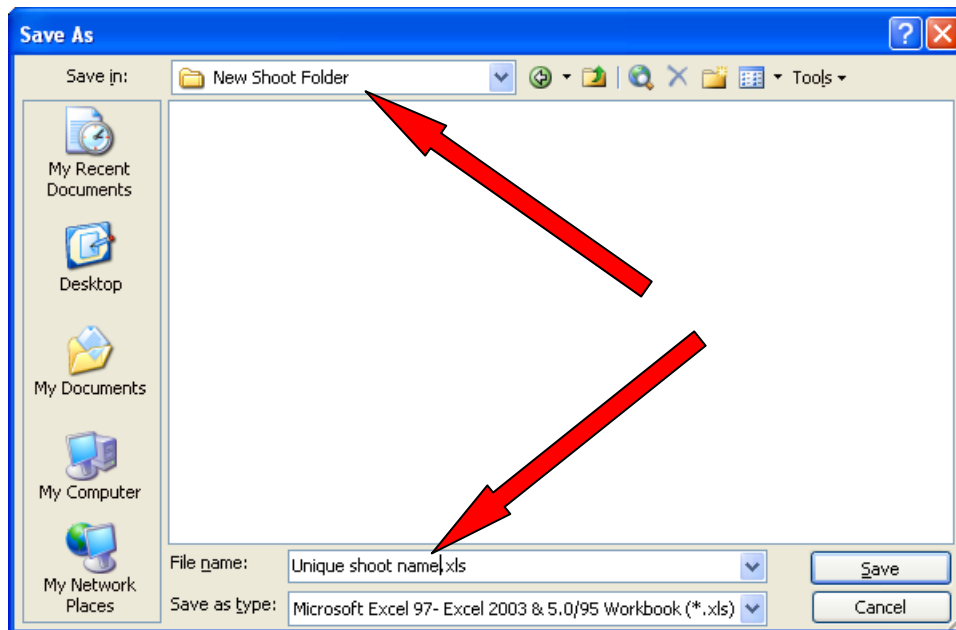 Save As
Save in:
New Shoot Folder
Tools
My Recent
Documents
Desktop
My Documents
My Computer
My Network
Places
File name:
Unique shoot name.xls
Save
Save as type:
Microsoft Excel 97- Excel 2003 & 5.0/95 Workbook (*.xls)
Cancel